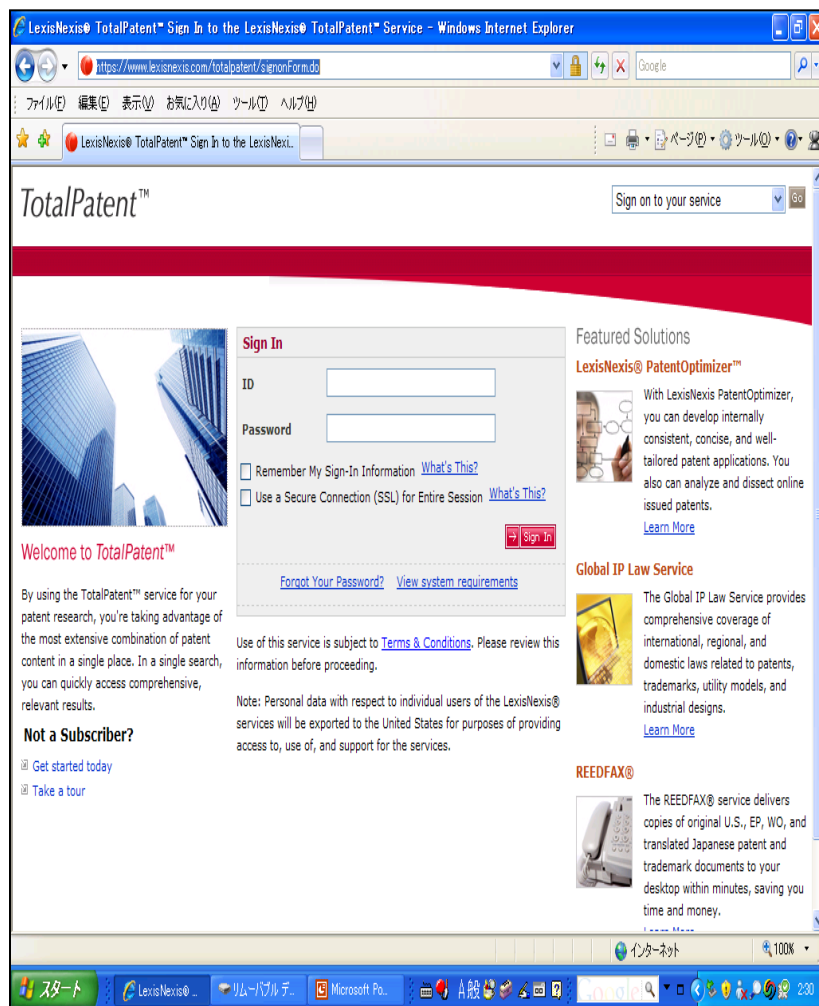 LexisNexis® TotalPatent™ Sign In to the LexisNexis® TotalPatent™ Service - Windows Internet Explorer
https://www.lexisnexis.com/totalpatent/signonForm.do
Google
ファイル(F) 編集(E) 表示(V) お気に入り(A) ツール(T) ヘルプ(H)
LexisNexis® TotalPatent™ Sign In to the LexisNexi...
ページ(P) ツール(O)
TotalPatent™
Sign on to your service
Go
Sign In
ID
Password
Remember My Sign-In Information What's This?
Use a Secure Connection (SSL) for Entire Session What's This?
Sign In
Forgot Your Password? View system requirements
Use of this service is subject to Terms & Conditions. Please review this
information before proceeding.
Note: Personal data with respect to individual users of the LexisNexis®
services will be exported to the United States for purposes of providing
access to, use of, and support for the services.
Welcome to TotalPatent™
By using the TotalPatent™ service for your
patent research, you're taking advantage of
the most extensive combination of patent
content in a single place. In a single search,
you can quickly access comprehensive,
relevant results.
Not a Subscriber?
Get started today
Take a tour
Featured Solutions
LexisNexis® PatentOptimizer™
With LexisNexis PatentOptimizer,
you can develop internally
consistent, concise, and well-
tailored patent applications. You
also can analyze and dissect online
issued patents.
Learn More
Global IP Law Service
The Global IP Law Service provides
comprehensive coverage of
international, regional, and
domestic laws related to patents,
trademarks, utility models, and
industrial designs.
Learn More
REEDFAX®
The REEDFAX® service delivers
copies of original U.S., EP, WO, and
translated Japanese patent and
trademark documents to your
desktop within minutes, saving you
time and money.
Learn More
インターネット 100%
スタート LexisNexis® ... リムーバブル デ... Microsoft Po... A 般 Google 2:30